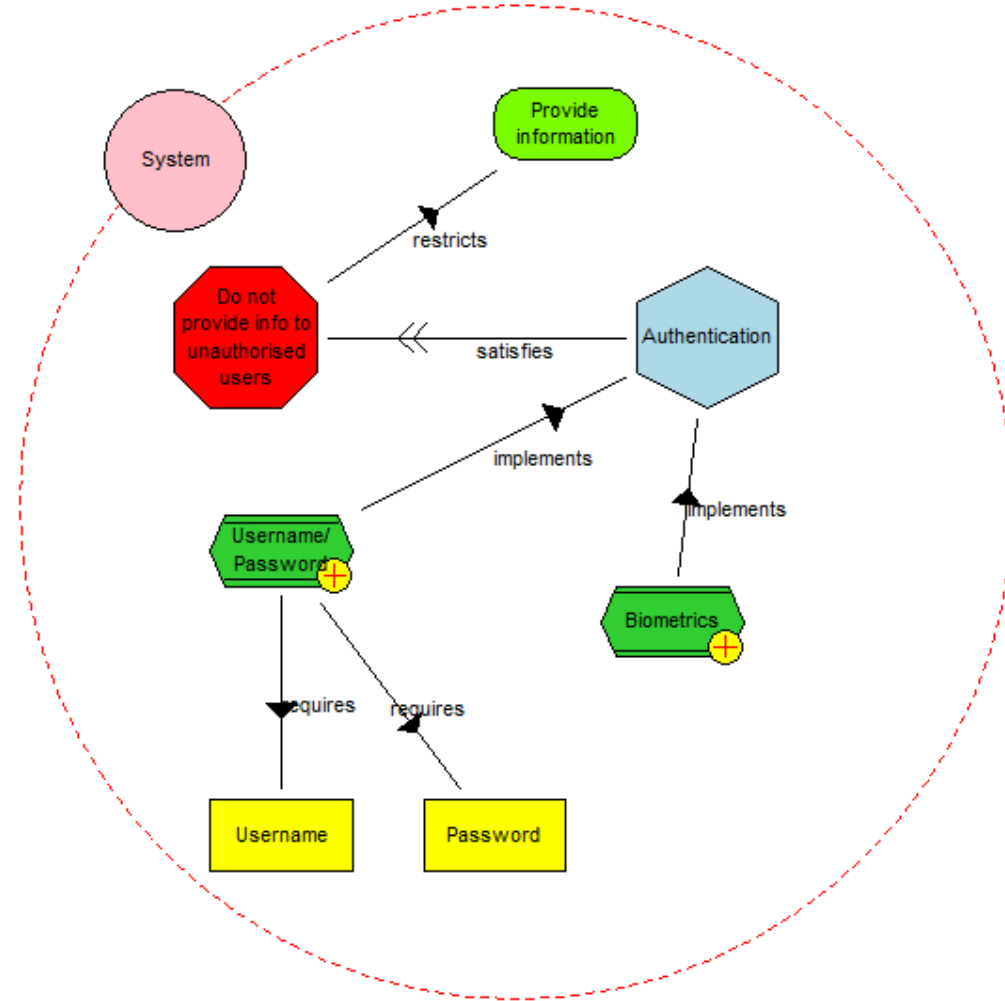 Provide
information
System
restricts
Do not
provide info to
unauthorised
users
satisfies
Authentication
implements
implements
Username/
Password
Biometrics
requires
requires
Username
Password